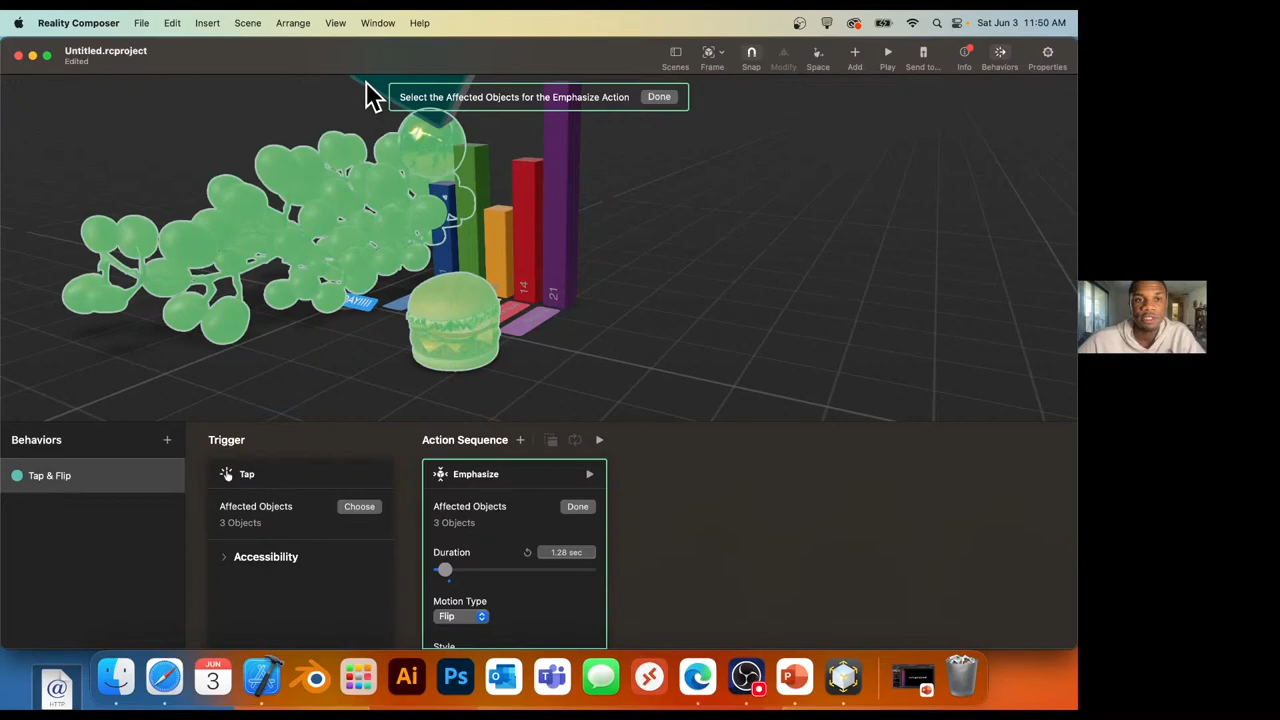 Reality Composer File Edit Insert Scene Arrange View Window Help Sat Jun 3 11:50 AM
Untitled.rcproject
Edited
Scenes Frame Snap Modify Space Add Play Send to... Info Behaviors Properties
Select the Affected Objects for the Emphasize Action Done
14
21
Behaviors +
Trigger
Action Sequence +
Tap & Flip
Tap
Emphasize
Affected Objects Choose
3 Objects
Affected Objects Done
3 Objects
Accessibility
Duration 1.28 sec
Motion Type
Flip
Style
@
HTTP
JUN
3
Ai
Ps